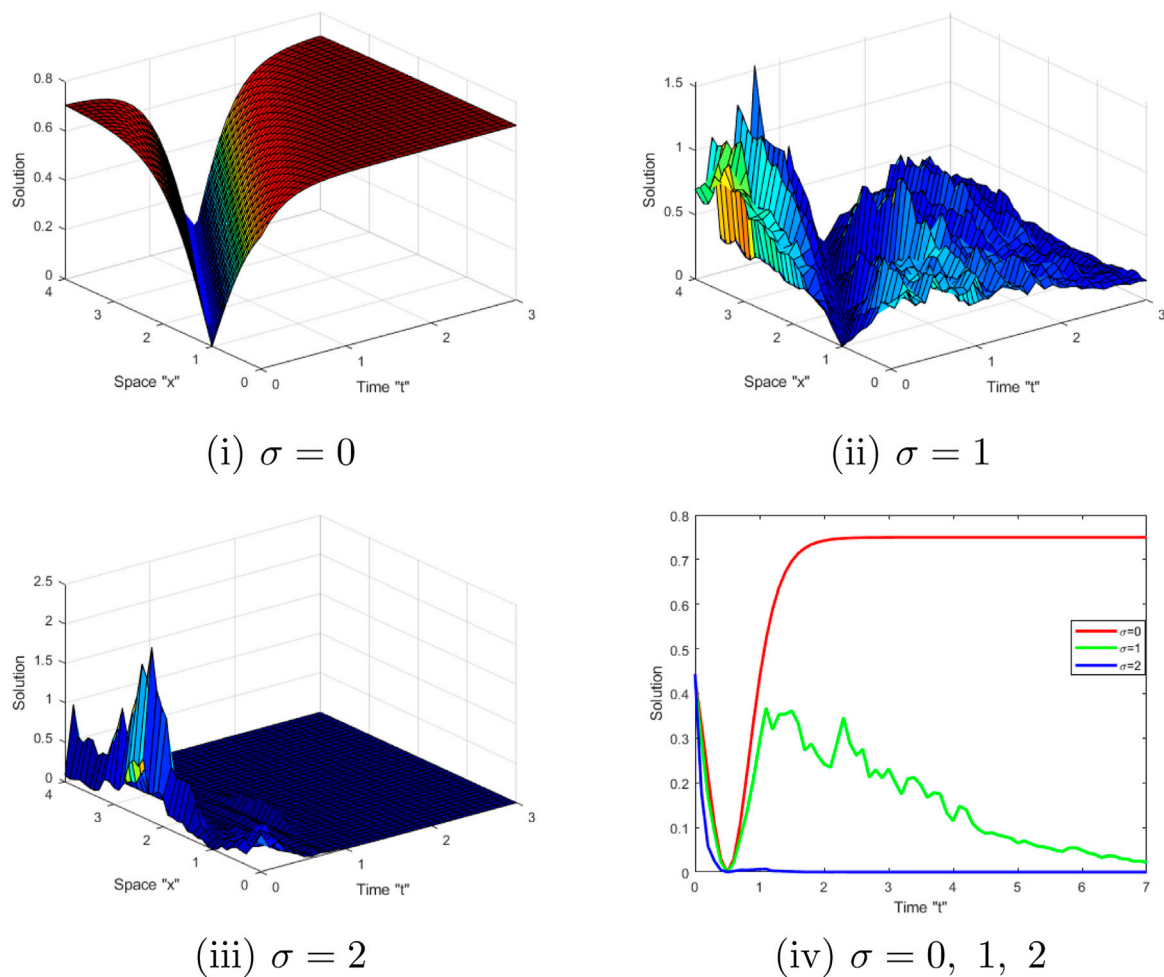 0.8
0.6
0.4
0.2
0
Solution
4
3
2
1
0
Space "x"
0
1
2
3
Time "t"
(i) σ = 0
1.5
1
0.5
0
Solution
4
3
2
1
0
Space "x"
0
1
2
3
Time "t"
(ii) σ = 1
2.5
2
1.5
1
0.5
0
Solution
4
3
2
1
0
Space "x"
0
1
2
3
Time "t"
(iii) σ = 2
0.8
0.7
0.6
0.5
0.4
0.3
0.2
0.1
0
Solution
σ=0
σ=1
σ=2
0 1 2 3 4 5 6 7
Time "t"
(iv) σ = 0, 1, 2